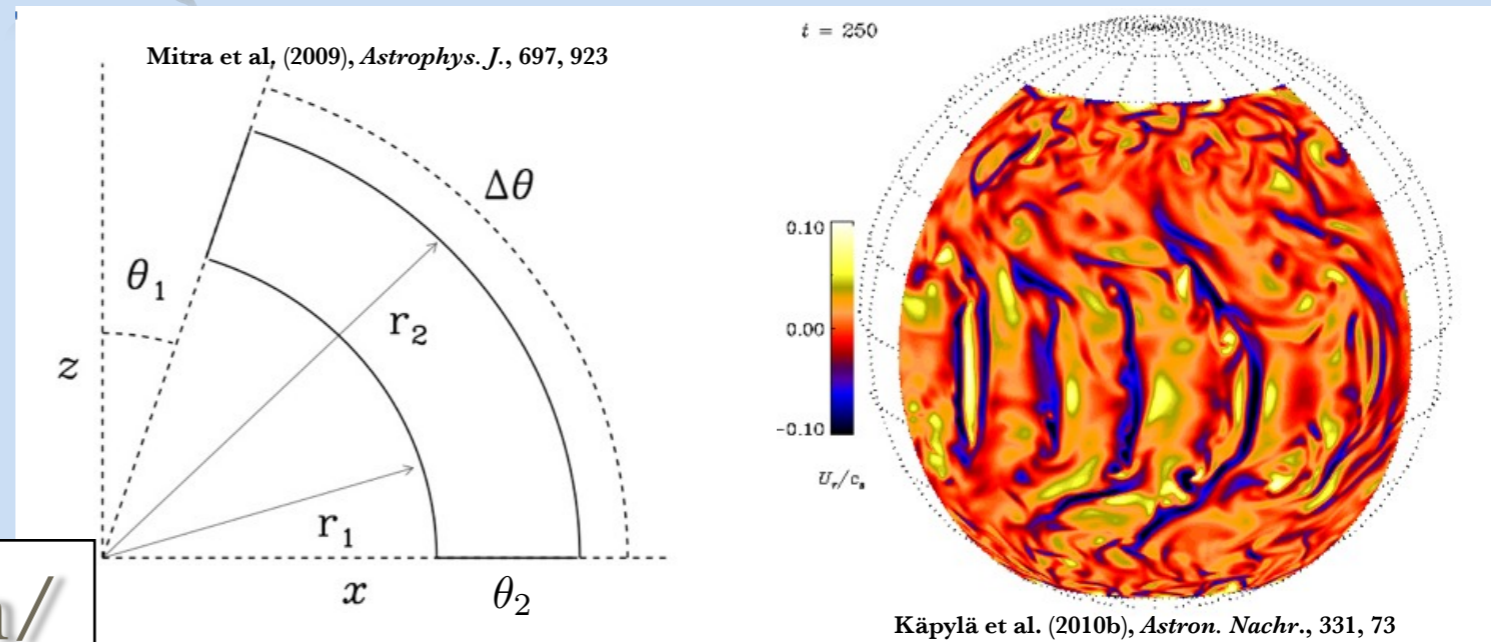 Mitra et al. (2009), Astrophys. J., 697, 923
Δθ
θ₁
r₂
z
r₁
x
θ₂
t = 250
0.10
0.00
-0.10
Uᵣ/cₛ
Käpylä et al. (2010b), Astron. Nachr., 331, 73